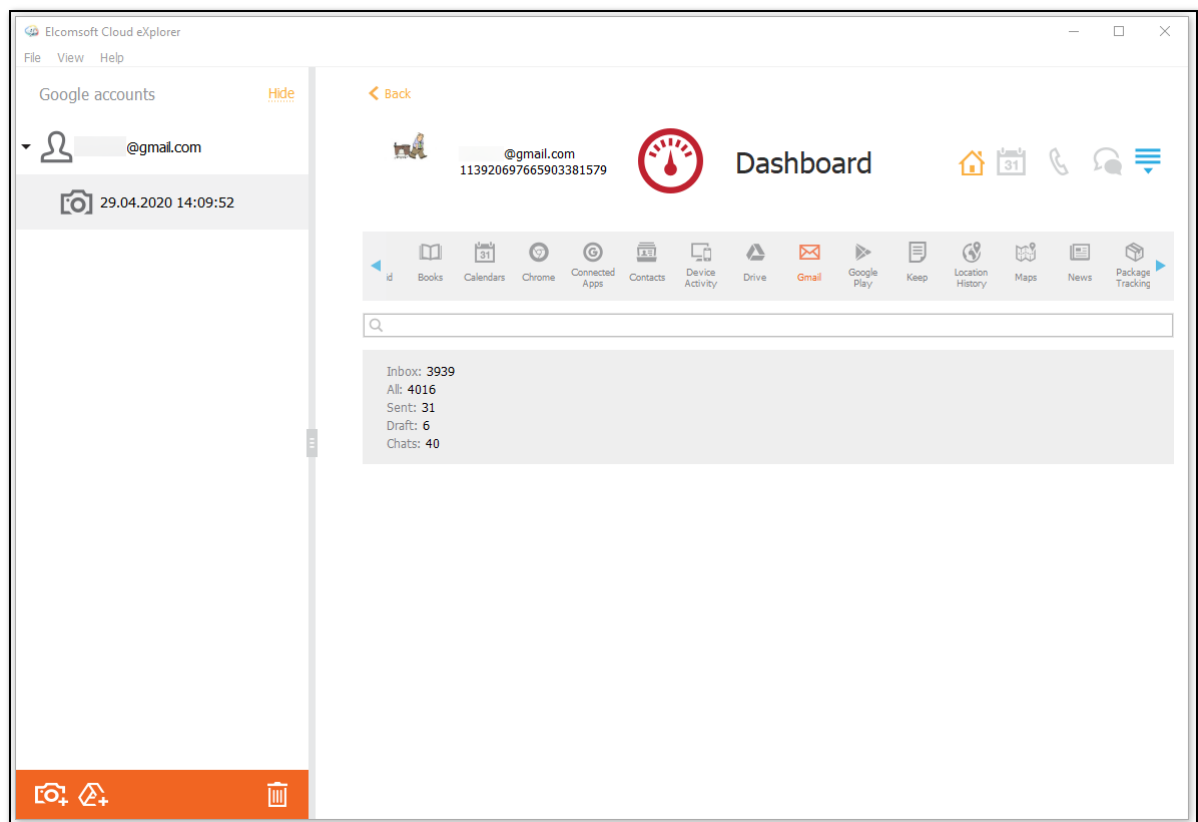 Elcomsoft Cloud eXplorer
File View Help
Google accounts Hide
@gmail.com
29.04.2020 14:09:52
Back
@gmail.com
113920697665903381579
Dashboard
31
id
Books
31
Calendars
Chrome
Connected
Apps
Contacts
Device
Activity
Drive
Gmail
Google
Play
Keep
Location
History
Maps
News
Package
Tracking
Inbox: 3939
All: 4016
Sent: 31
Draft: 6
Chats: 40